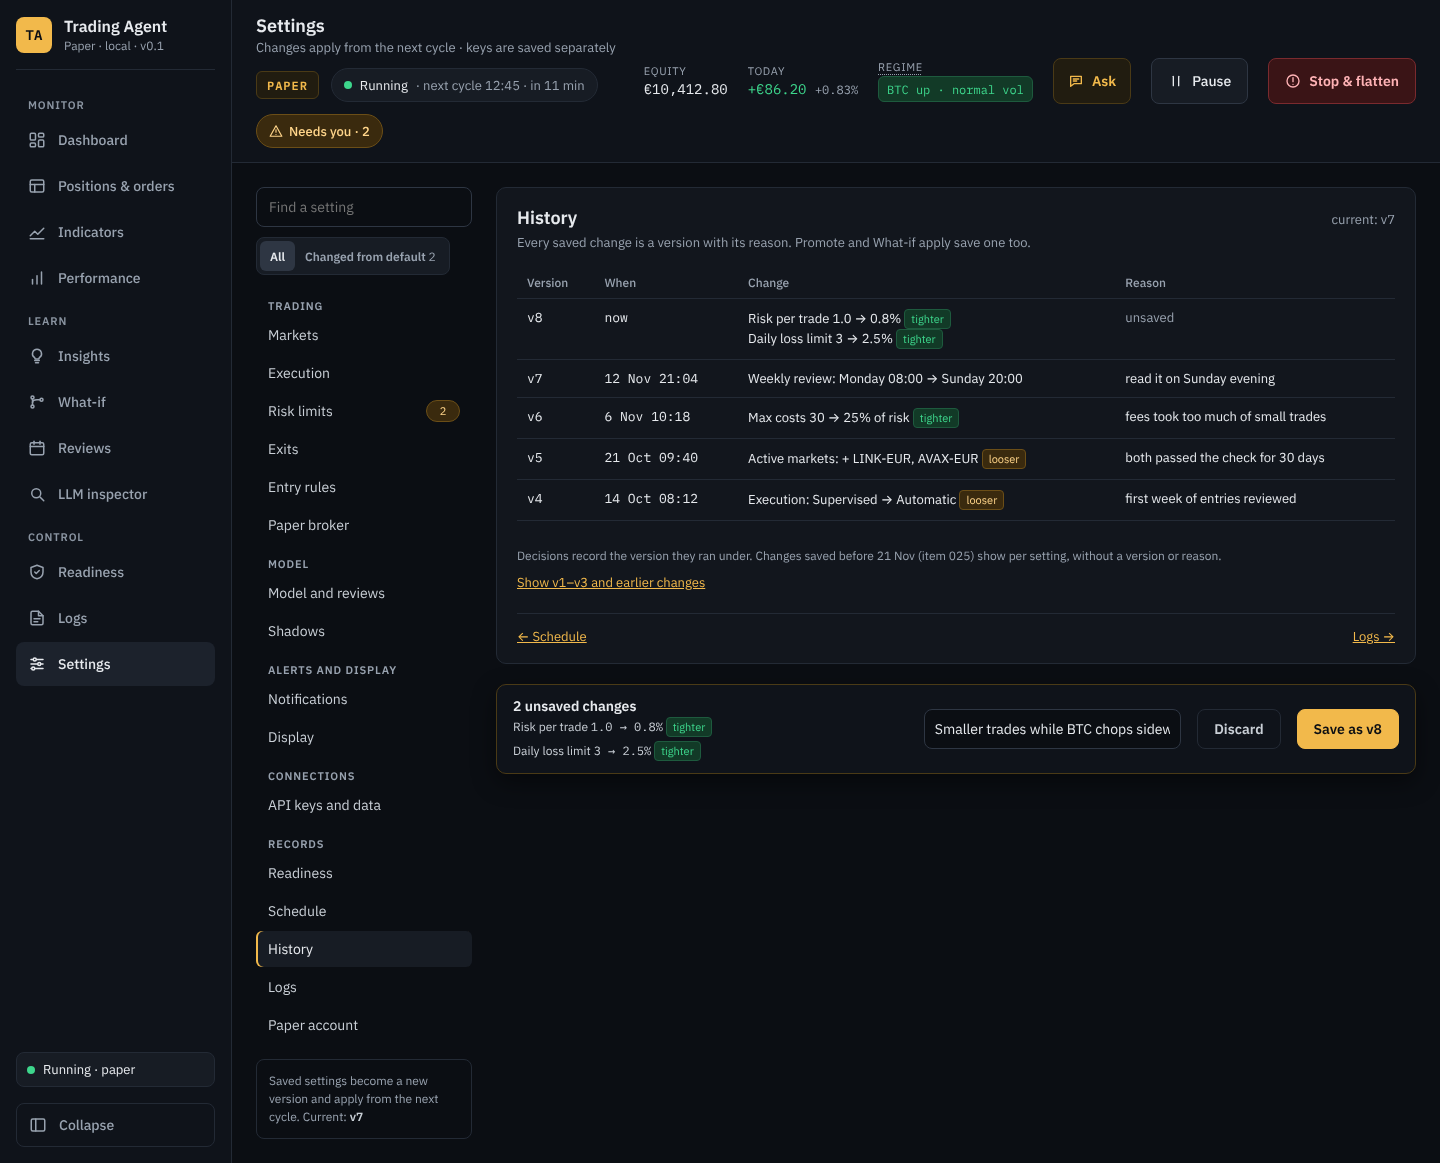 TA
Trading Agent
Paper · local · v0.1
MONITOR
Dashboard
Positions & orders
Indicators
Performance
LEARN
Insights
What-if
Reviews
LLM inspector
CONTROL
Readiness
Logs
Settings
Running · paper
Collapse
Settings
Changes apply from the next cycle · keys are saved separately
PAPER
Running · next cycle 12:45 · in 11 min
EQUITY
€10,412.80
TODAY
+€86.20 +0.83%
REGIME
BTC up · normal vol
Ask
Pause
Stop & flatten
Needs you · 2
Find a setting
All
Changed from default 2
TRADING
Markets
Execution
Risk limits 2
Exits
Entry rules
Paper broker
MODEL
Model and reviews
Shadows
ALERTS AND DISPLAY
Notifications
Display
CONNECTIONS
API keys and data
RECORDS
Readiness
Schedule
History
Logs
Paper account
Saved settings become a new
version and apply from the next
cycle. Current: v7
History
current: v7
Every saved change is a version with its reason. Promote and What-if apply save one too.
Version When Change Reason
v8 now Risk per trade 1.0 → 0.8% tighter unsaved
Daily loss limit 3 → 2.5% tighter
v7 12 Nov 21:04 Weekly review: Monday 08:00 → Sunday 20:00 read it on Sunday evening
v6 6 Nov 10:18 Max costs 30 → 25% of risk tighter fees took too much of small trades
v5 21 Oct 09:40 Active markets: + LINK-EUR, AVAX-EUR looser both passed the check for 30 days
v4 14 Oct 08:12 Execution: Supervised → Automatic looser first week of entries reviewed
Decisions record the version they ran under. Changes saved before 21 Nov (item 025) show per setting, without a version or reason.
Show v1–v3 and earlier changes
← Schedule
Logs →
2 unsaved changes
Risk per trade 1.0 → 0.8% tighter
Daily loss limit 3 → 2.5% tighter
Smaller trades while BTC chops sidew
Discard
Save as v8